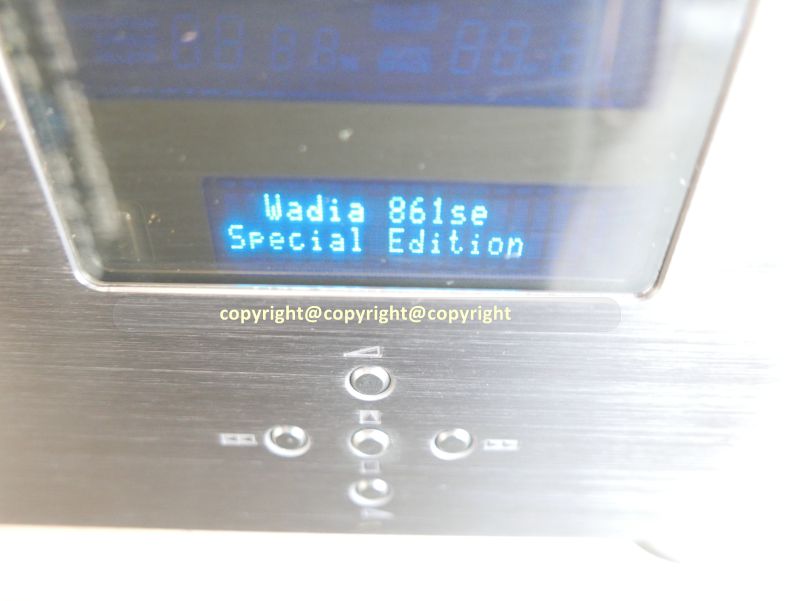 Wadia 861se
Special Edition
copyright@copyright@copyright